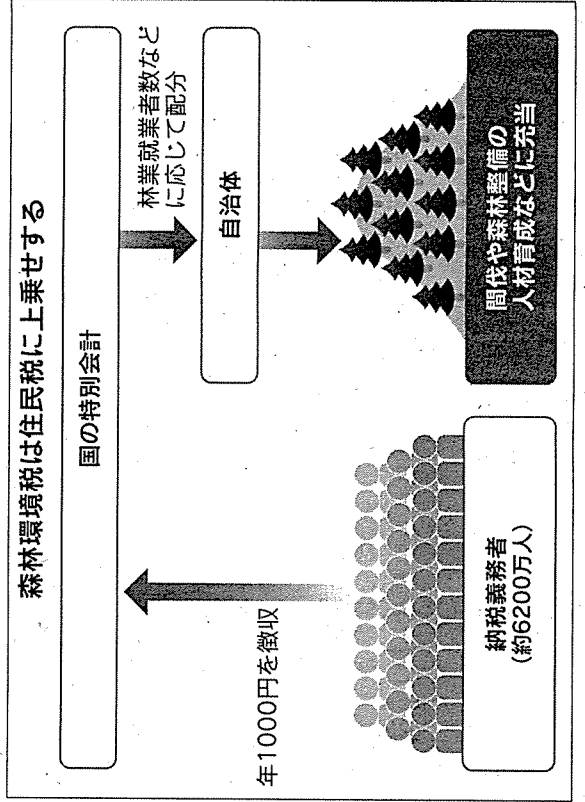 森林環境税は住民税に上乗せする
国の特別会計
年1000円を徴収
納税義務者
(約6200万人)
林業就業者数など
に応じて配分
自治体
間伐や森林整備の
人材育成などに充当